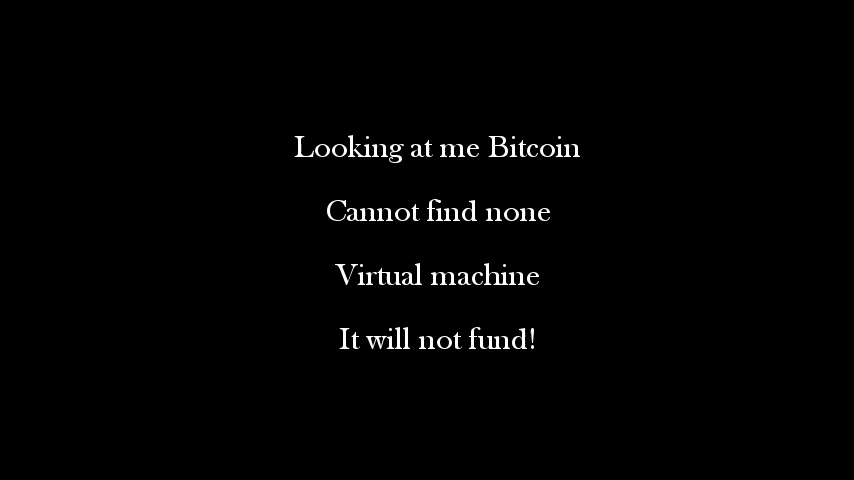 Looking at me Bitcoin
Cannot find none
Virtual machine
It will not fund!